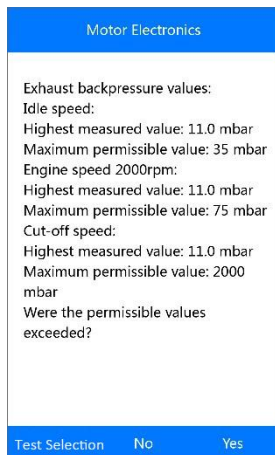 Motor Electronics
Exhaust backpressure values:
Idle speed:
Highest measured value: 11.0 mbar
Maximum permissible value: 35 mbar
Engine speed 2000rpm:
Highest measured value: 11.0 mbar
Maximum permissible value: 75 mbar
Cut-off speed:
Highest measured value: 11.0 mbar
Maximum permissible value: 2000
mbar
Were the permissible values
exceeded?
Test Selection No Yes